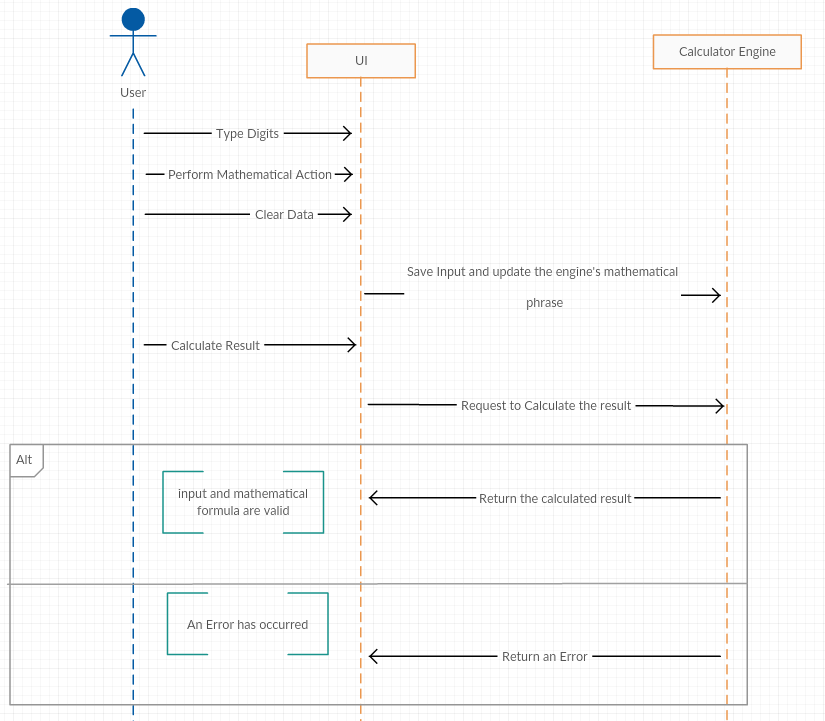 User
UI
Calculator Engine
Type Digits
Perform Mathematical Action
Clear Data
Save Input and update the engine's mathematical
phrase
Calculate Result
Request to Calculate the result
Alt
input and mathematical
formula are valid
Return the calculated result
An Error has occurred
Return an Error